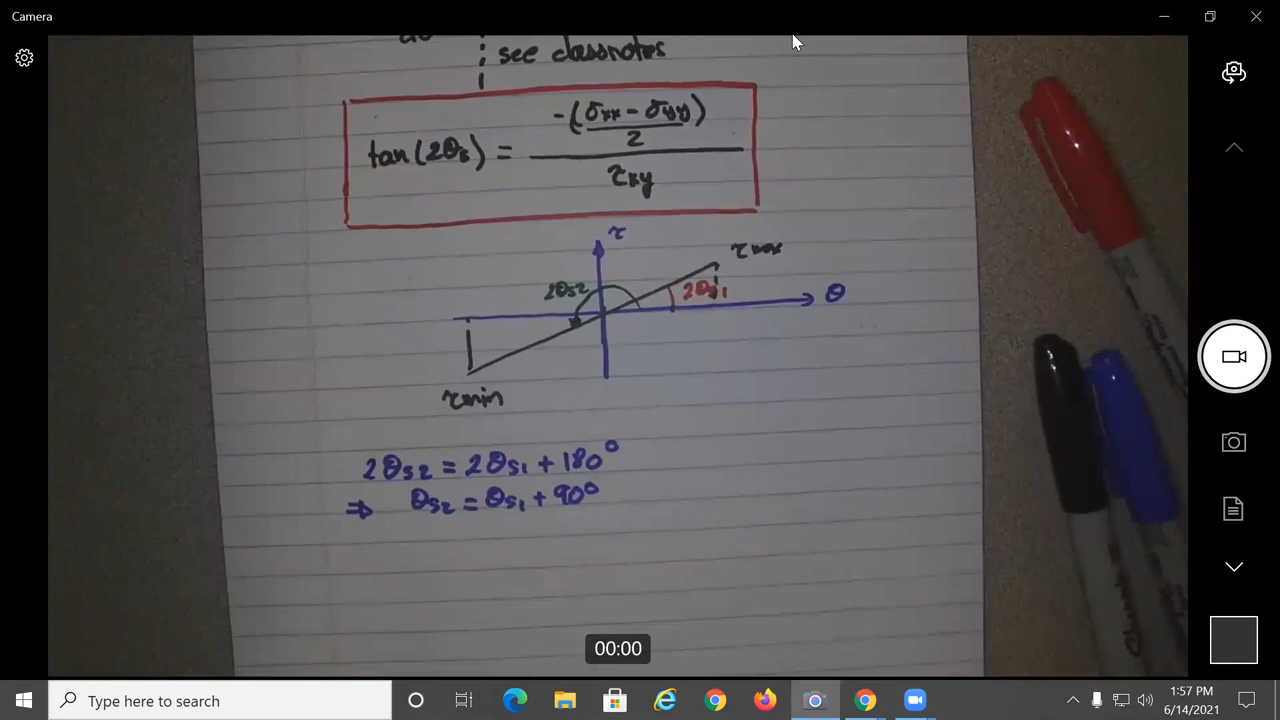 Camera
see classnotes
tan(2θs) = -(σxx - σyy)/2 / τxy
τ
τmax
2θs2
2θs1
θ
τmin
2θs2 = 2θs1 + 180°
⇒ θs2 = θs1 + 90°
00:00
Type here to search
1:57 PM
6/14/2021